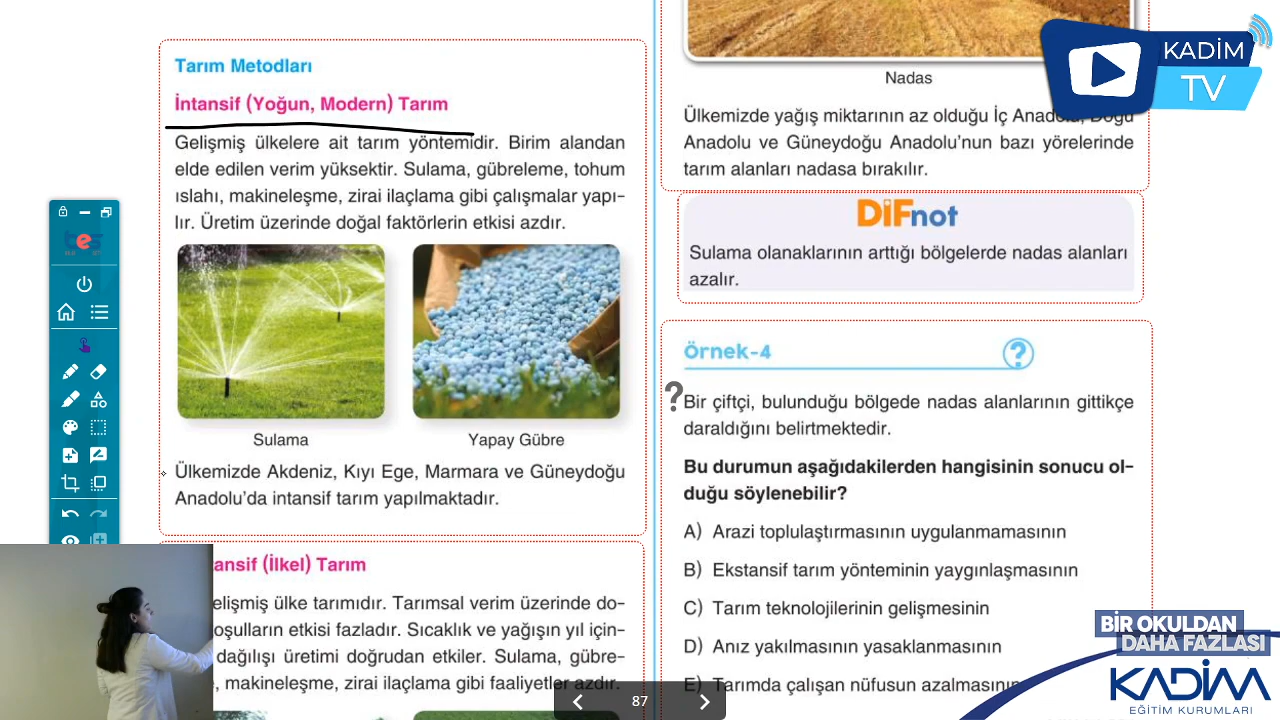 Tarım Metodları
İntansif (Yoğun, Modern) Tarım
Gelişmiş ülkelere ait tarım yöntemidir. Birim alandan
elde edilen verim yüksektir. Sulama, gübreleme, tohum
ıslahı, makineleşme, zirai ilaçlama gibi çalışmalar yapı-
lır. Üretim üzerinde doğal faktörlerin etkisi azdır.
Sulama
Yapay Gübre
Ülkemizde Akdeniz, Kıyı Ege, Marmara ve Güneydoğu
Anadolu’da intansif tarım yapılmaktadır.
ansif (İlkel) Tarım
elişmiş ülke tarımıdır. Tarımsal verim üzerinde do-
oşulların etkisi fazladır. Sıcaklık ve yağışın yıl için-
dağılışı üretimi doğrudan etkiler. Sulama, gübre-
, makineleşme, zirai ilaçlama gibi faaliyetler azdır.
Nadas
Ülkemizde yağış miktarının az olduğu İç Anadolu, Doğu
Anadolu ve Güneydoğu Anadolu’nun bazı yörelerinde
tarım alanları nadasa bırakılır.
DİFnot
Sulama olanaklarının arttığı bölgelerde nadas alanları
azalır.
Örnek-4
?
?
Bir çiftçi, bulunduğu bölgede nadas alanlarının gittikçe
daraldığını belirtmektedir.
Bu durumun aşağıdakilerden hangisinin sonucu ol-
duğu söylenebilir?
A) Arazi toplulaştırmasının uygulanmamasının
B) Ekstansif tarım yönteminin yaygınlaşmasının
C) Tarım teknolojilerinin gelişmesinin
D) Anız yakılmasının yasaklanmasının
E) Tarımda çalışan nüfusun azalmasının
87
KADİM
TV
BİR OKULDAN
DAHA FAZLASI
KADİM
EĞİTİM KURUMLARI